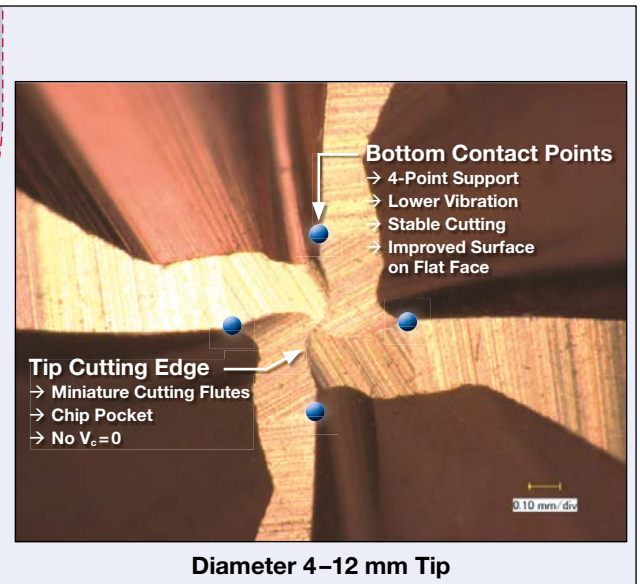 Bottom Contact Points
→ 4-Point Support
→ Lower Vibration
→ Stable Cutting
→ Improved Surface
on Flat Face
Tip Cutting Edge
→ Miniature Cutting Flutes
→ Chip Pocket
→ No Vc=0
0.10 mm/div
Diameter 4–12 mm Tip